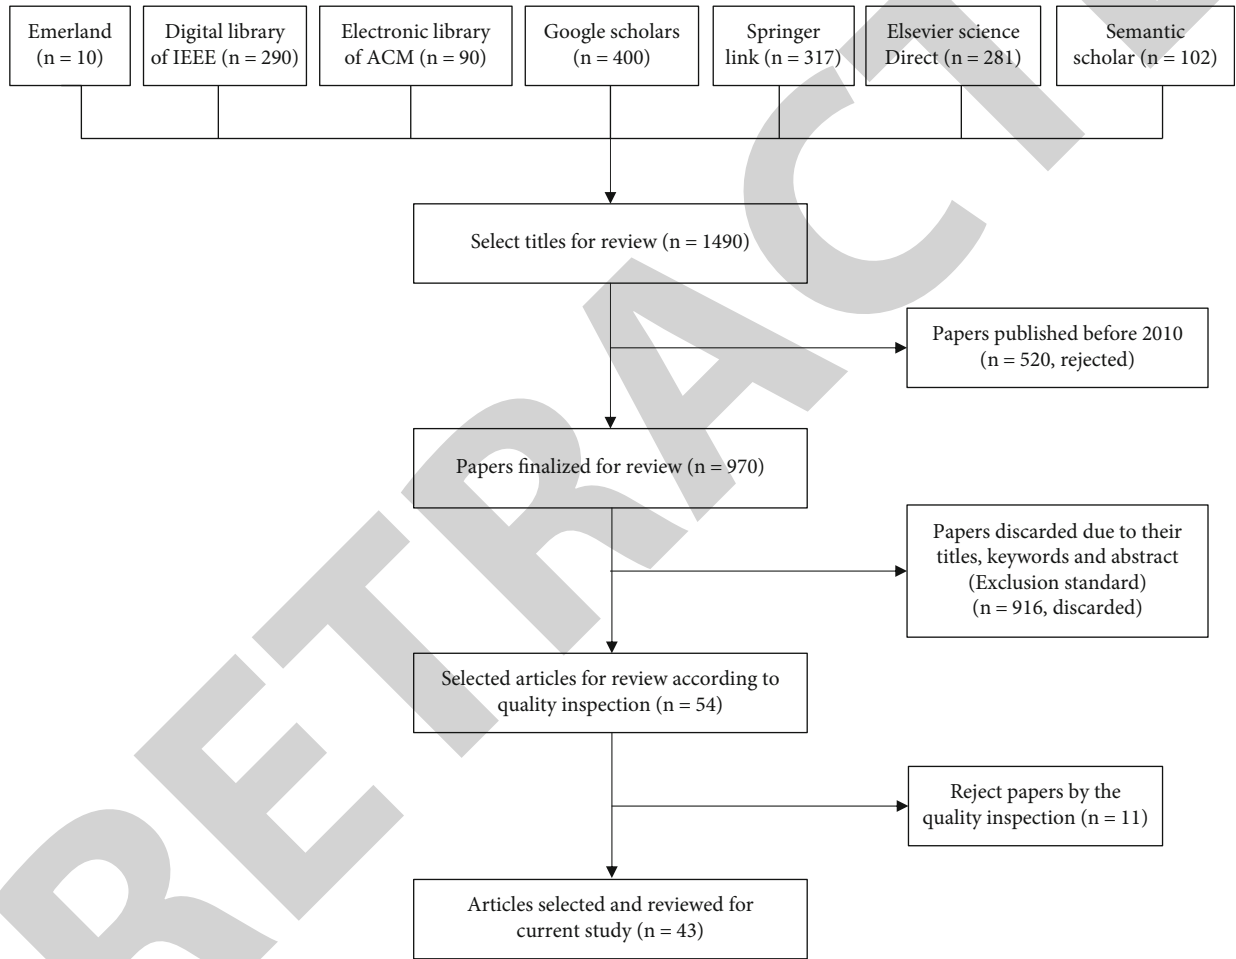 Emerland
(n = 10)
Digital library
of IEEE (n = 290)
Electronic library
of ACM (n = 90)
Google scholars
(n = 400)
Springer
link (n = 317)
Elsevier science
Direct (n = 281)
Semantic
scholar (n = 102)
Select titles for review (n = 1490)
Papers published before 2010
(n = 520, rejected)
Papers finalized for review (n = 970)
Papers discarded due to their
titles, keywords and abstract
(Exclusion standard)
(n = 916, discarded)
Selected articles for review according to
quality inspection (n = 54)
Reject papers by the
quality inspection (n = 11)
Articles selected and reviewed for
current study (n = 43)
RETRACTE